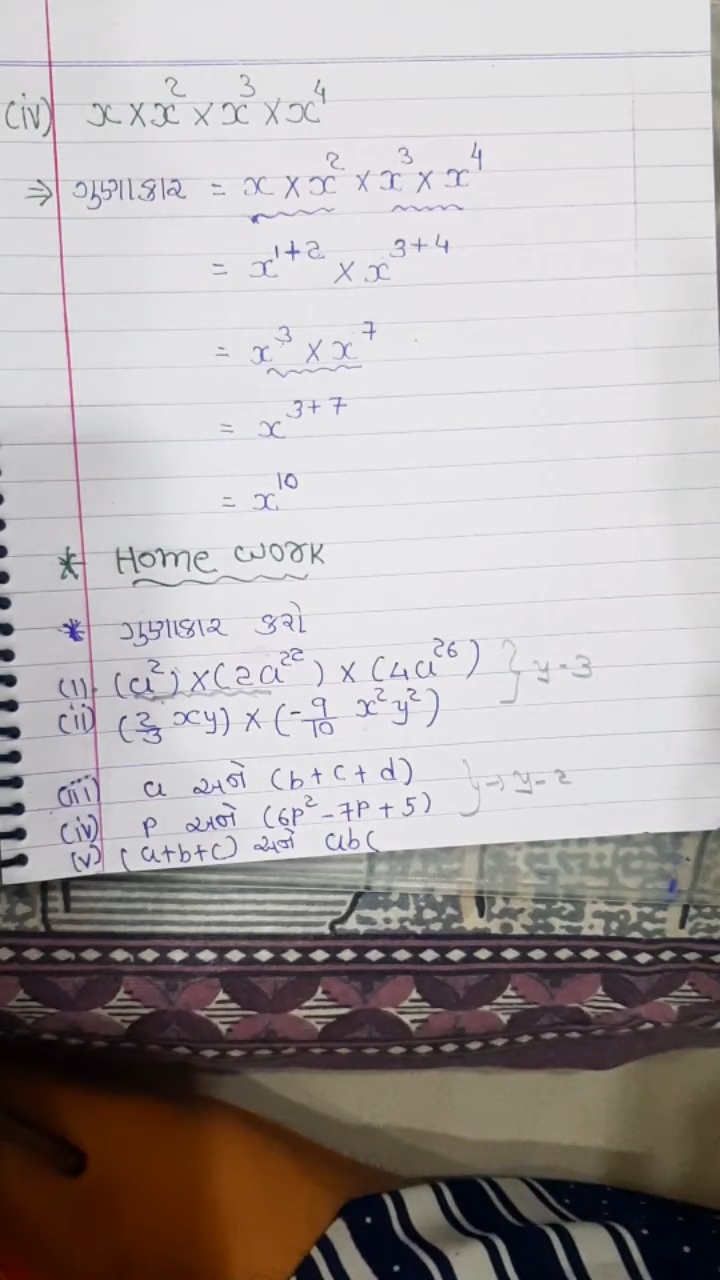 (iv) x × x² × x³ × x⁴
⇒ ગુણાકાર = x × x² × x³ × x⁴
= x¹⁺² × x³⁺⁴
= x³ × x⁷
= x³⁺⁷
= x¹⁰
* Home work
* ગુણાકાર કરો
(i) (a²) × (2a²²) × (4a²⁶) } y-3
(ii) (2/3 xy) × (-9/10 x²y²)
(iii) a અને (b+c+d) } → y-2
(iv) P અને (6P² - 7P + 5)
(v) (a+b+c) અને abc